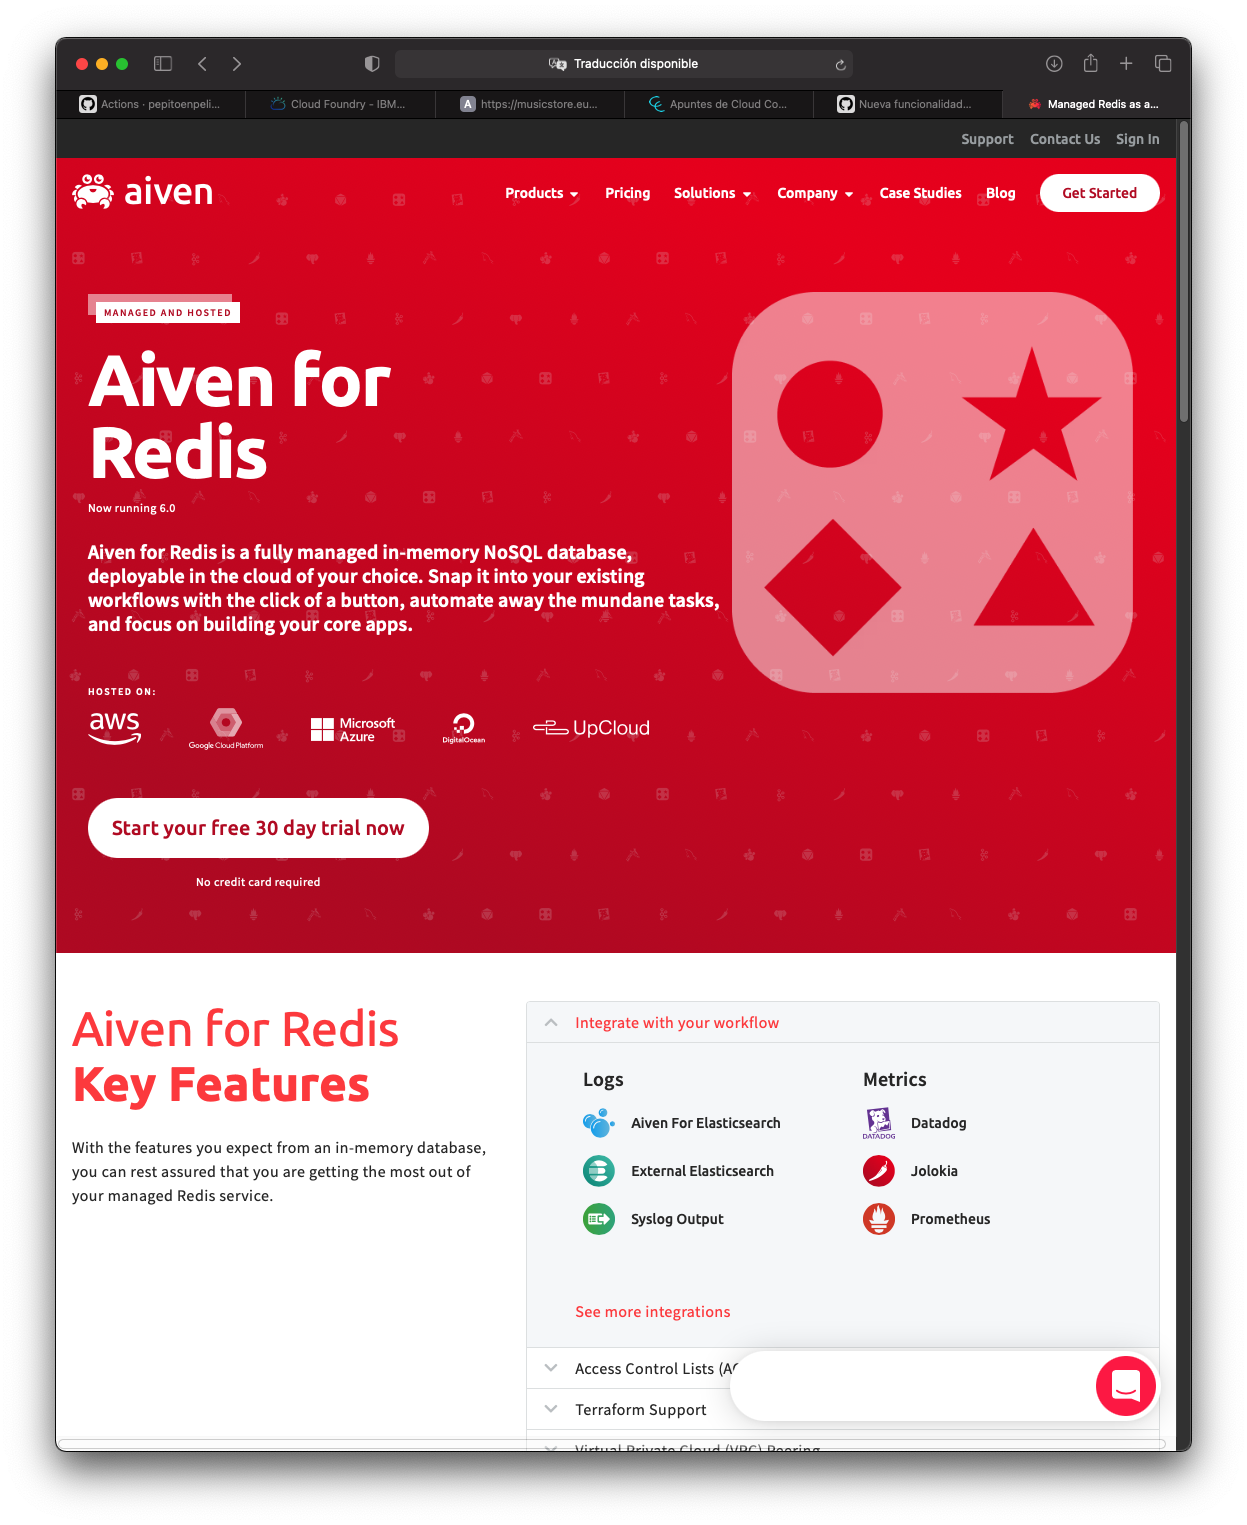 Traducción disponible
Actions · pepitoenpeli...
Cloud Foundry - IBM...
A https://musicstore.eu...
Apuntes de Cloud Co...
Nueva funcionalidad...
Managed Redis as a...
Support Contact Us Sign In
aiven
Products Pricing Solutions Company Case Studies Blog Get Started
MANAGED AND HOSTED
Aiven for
Redis
Now running 6.0
Aiven for Redis is a fully managed in-memory NoSQL database,
deployable in the cloud of your choice. Snap it into your existing
workflows with the click of a button, automate away the mundane tasks,
and focus on building your core apps.
HOSTED ON:
aws
Google Cloud Platform
Microsoft
Azure
DigitalOcean
UpCloud
Start your free 30 day trial now
No credit card required
Aiven for Redis
Key Features
With the features you expect from an in-memory database,
you can rest assured that you are getting the most out of
your managed Redis service.
Integrate with your workflow
Logs
Aiven For Elasticsearch
External Elasticsearch
Syslog Output
Metrics
DATADOG
Datadog
Jolokia
Prometheus
See more integrations
Access Control Lists (AC
Terraform Support
Virtual Private Cloud (VPC) Peering